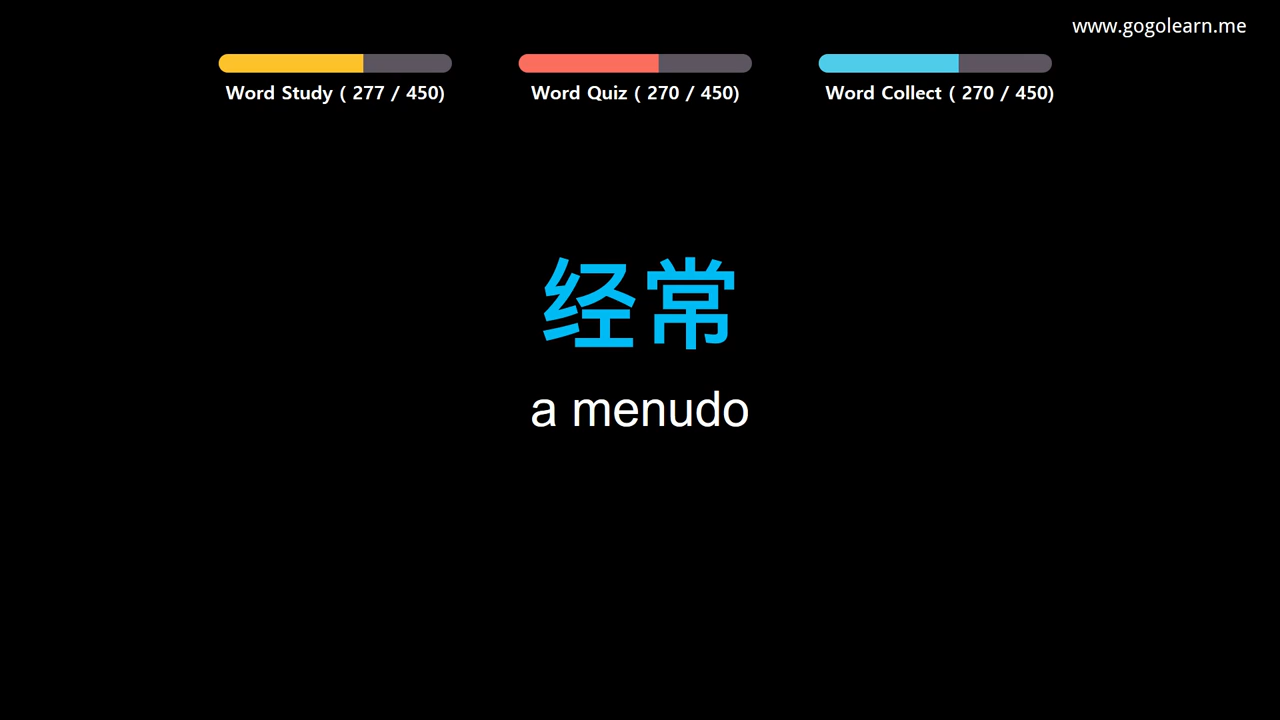 www.gogolearn.me
Word Study ( 277 / 450)
Word Quiz ( 270 / 450)
Word Collect ( 270 / 450)
经常
a menudo